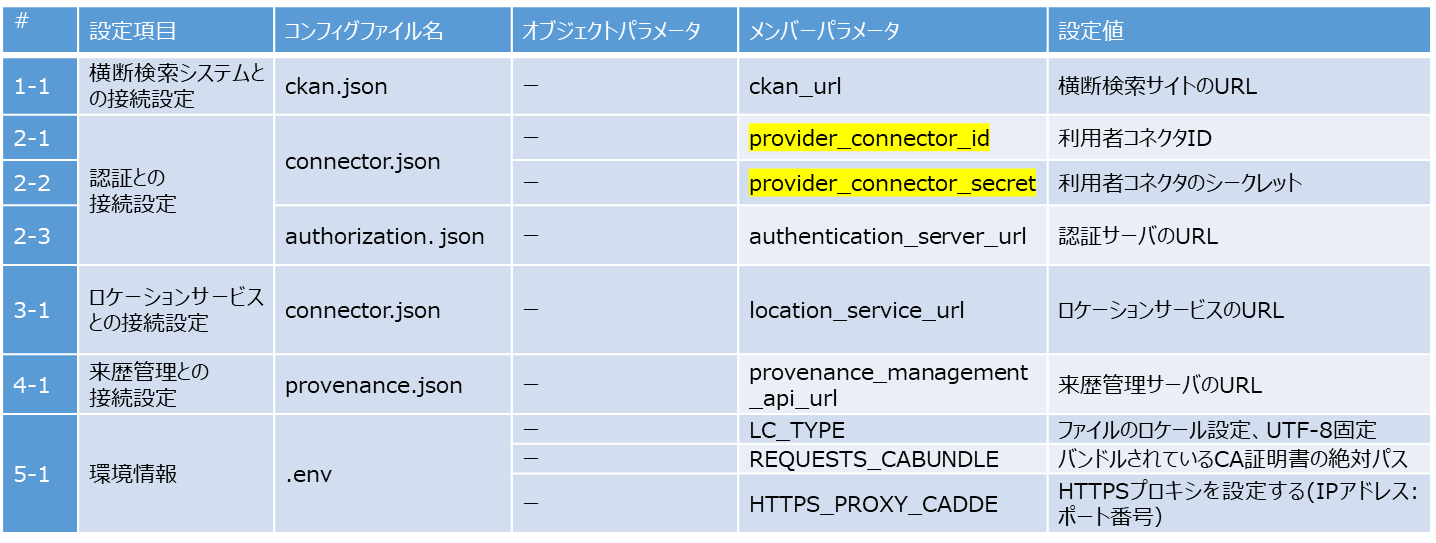 # 設定項目 コンフィグファイル名 オブジェクトパラメータ メンバーパラメータ 設定値
1-1 横断検索システムと
の接続設定 ckan.json － ckan_url 横断検索サイトのURL
2-1 認証との
接続設定 connector.json － provider_connector_id 利用者コネクタID
2-2 － provider_connector_secret 利用者コネクタのシークレット
2-3 authorization. json － authentication_server_url 認証サーバのURL
3-1 ロケーションサービス
との接続設定 connector.json － location_service_url ロケーションサービスのURL
4-1 来歴管理との
接続設定 provenance.json － provenance_management
_api_url 来歴管理サーバのURL
5-1 環境情報 .env － LC_TYPE ファイルのロケール設定、UTF-8固定
－ REQUESTS_CABUNDLE バンドルされているCA証明書の絶対パス
－ HTTPS_PROXY_CADDE HTTPSプロキシを設定する(IPアドレス:
ポート番号)